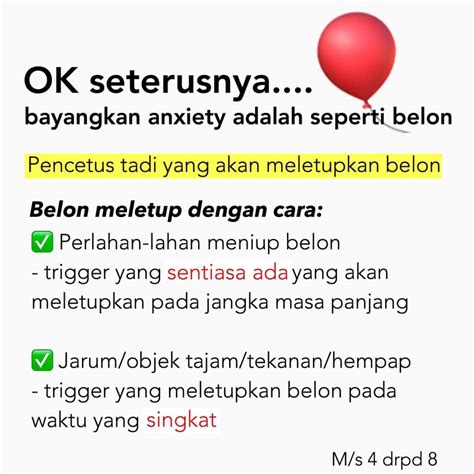 OK seterusnya....
bayangkan anxiety adalah seperti belon
Pencetus tadi yang akan meletupkan belon
Belon meletup dengan cara:
✅ Perlahan-lahan meniup belon
- trigger yang sentiasa ada yang akan
meletupkan pada jangka masa panjang
✅ Jarum/objek tajam/tekanan/hempap
- trigger yang meletupkan belon pada
waktu yang singkat
M/s 4 drpd 8